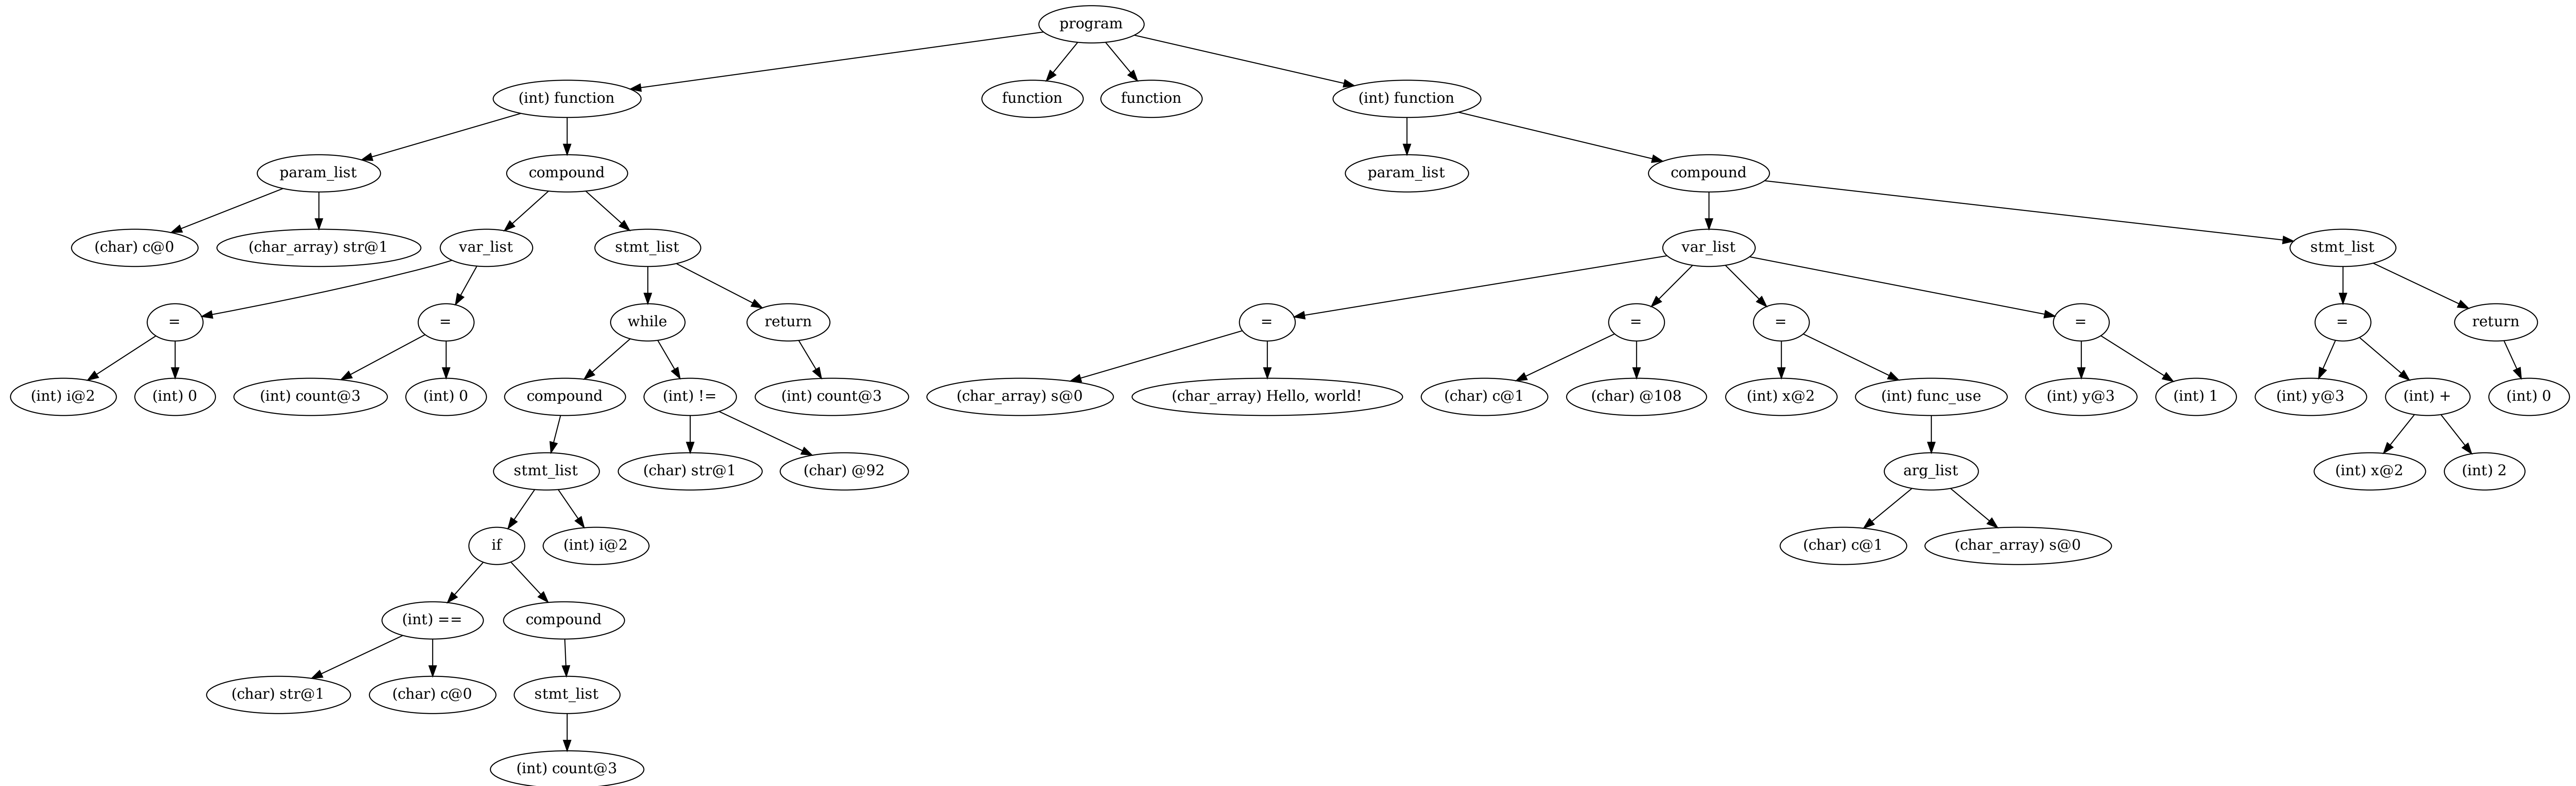 program
(int) function
function
function
(int) function
param_list
compound
param_list
compound
(char) c@0
(char_array) str@1
var_list
stmt_list
var_list
stmt_list
=
=
while
return
=
=
=
=
=
return
(int) i@2
(int) 0
(int) count@3
(int) 0
compound
(int) !=
(int) count@3
(char_array) s@0
(char_array) Hello, world!
(char) c@1
(char) @108
(int) x@2
(int) func_use
(int) y@3
(int) 1
(int) y@3
(int) +
(int) 0
stmt_list
(char) str@1
(char) @92
arg_list
(int) x@2
(int) 2
if
(int) i@2
(char) c@1
(char_array) s@0
(int) ==
compound
(char) str@1
(char) c@0
stmt_list
(int) count@3